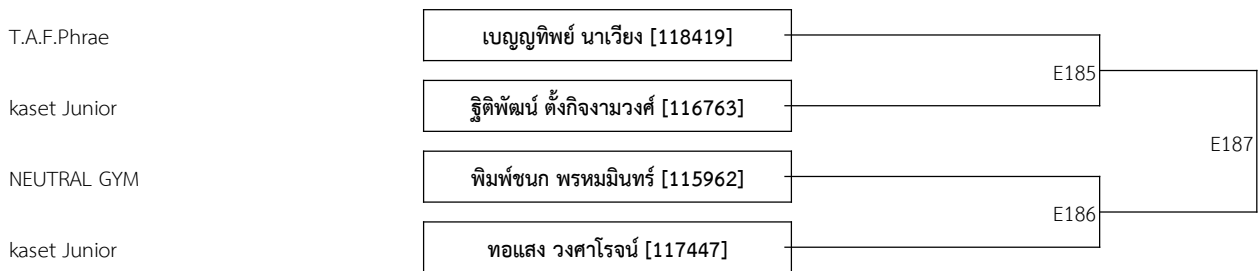 T.A.F.Phrae เบญญทิพย์ นาเวียง [118419]
E185
kaset Junior ฐิติพัฒน์ ตั้งกิจงามวงศ์ [116763]
E187
NEUTRAL GYM พิมพ์ชนก พรหมมินทร์ [115962]
E186
kaset Junior ทอแสง วงศาโรจน์ [117447]